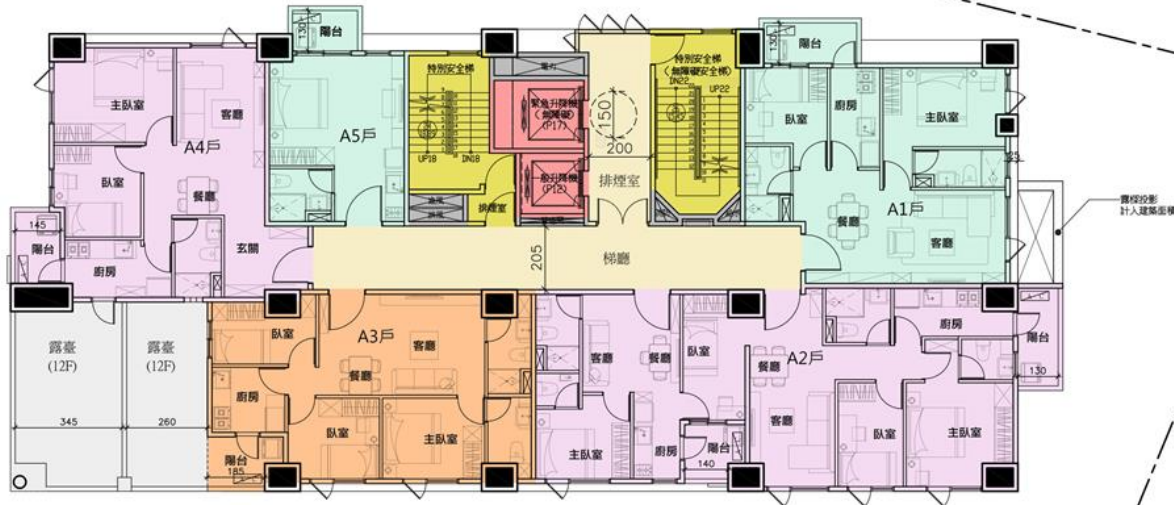 130
陽台
特別安全梯
電力
特別安全梯
(無障礙安全梯)
DN22
UP22
130
陽台
主臥室
客廳
A4戶
A5戶
緊急升降機
(無障礙)
(P17)
150
200
臥室
廚房
主臥室
UP18
DN18
一般升降機
(P12)
排煙室
25
臥室
餐廳
排煙室
餐廳
A1戶
客廳
145
陽台
廚房
玄關
205
梯廳
計入建築面積
露臺
(12F)
露臺
(12F)
臥室
A3戶
客廳
餐廳
客廳
餐廳
臥室
餐廳
A2戶
廚房
陽台
130
345
260
廚房
臥室
主臥室
陽台
185
主臥室
廚房
陽台
140
客廳
臥室
主臥室